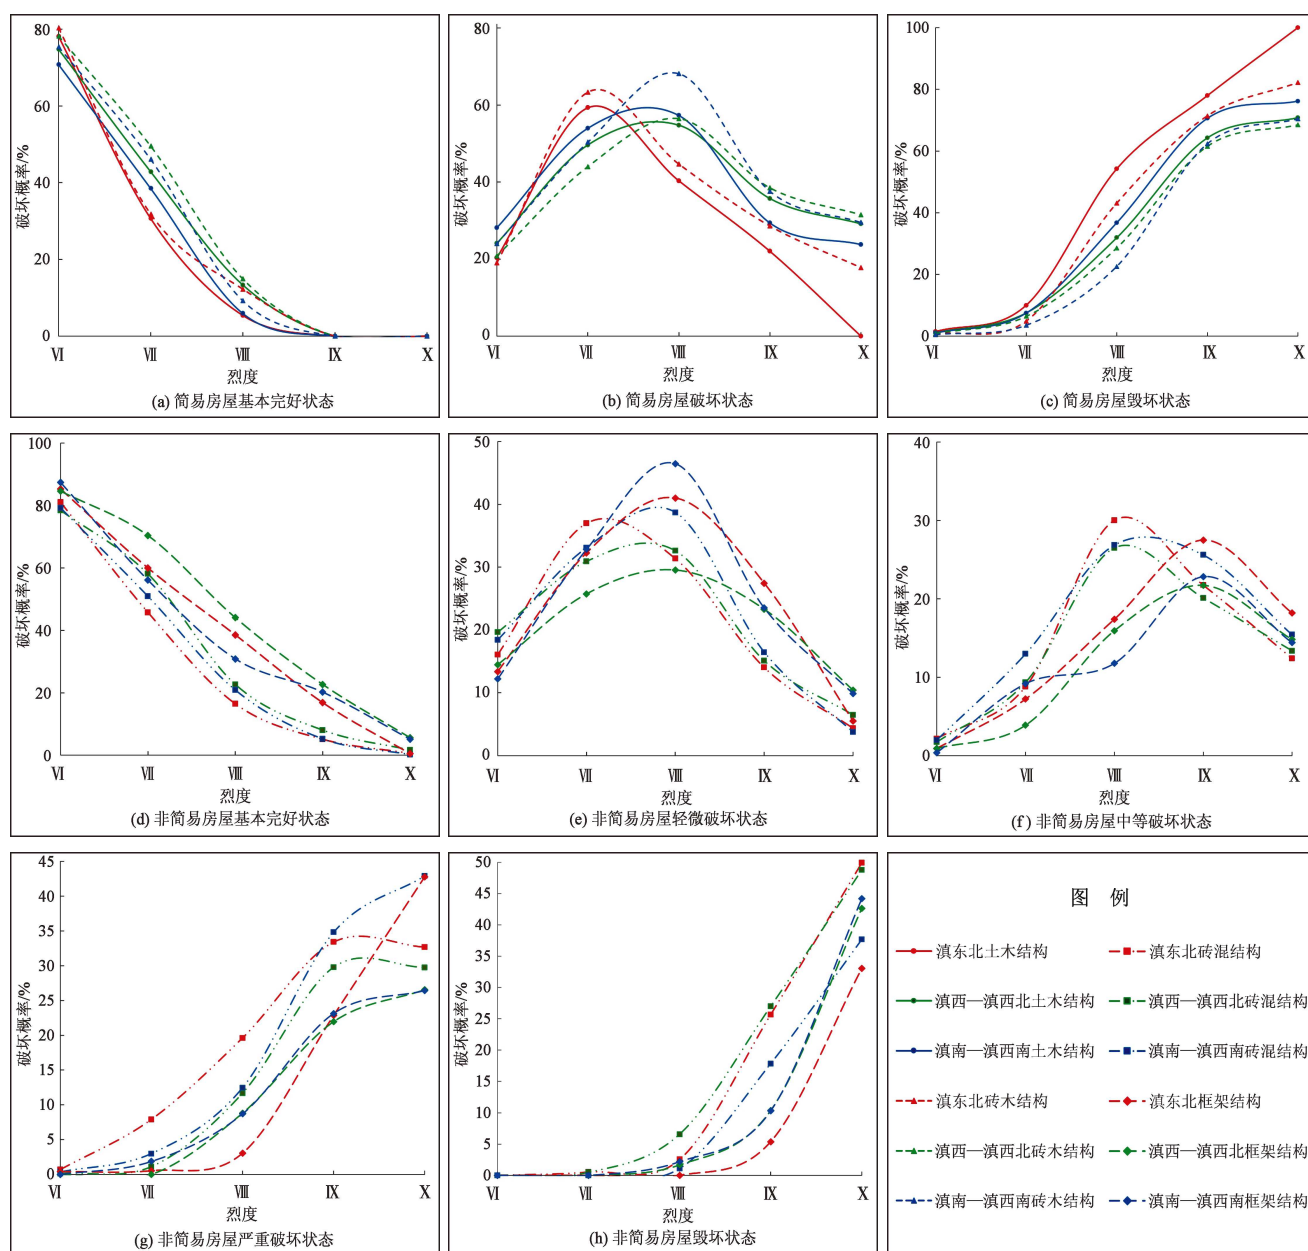 80
60
40
20
0
破坏概率/%
Ⅵ Ⅶ Ⅷ Ⅸ Ⅹ
烈度
(a) 简易房屋基本完好状态
80
60
40
20
0
破坏概率/%
Ⅵ Ⅶ Ⅷ Ⅸ Ⅹ
烈度
(b) 简易房屋破坏状态
100
80
60
40
20
0
破坏概率/%
Ⅵ Ⅶ Ⅷ Ⅸ Ⅹ
烈度
(c) 简易房屋毁坏状态
100
80
60
40
20
0
破坏概率/%
Ⅵ Ⅶ Ⅷ Ⅸ Ⅹ
烈度
(d) 非简易房屋基本完好状态
50
40
30
20
10
0
破坏概率/%
Ⅵ Ⅶ Ⅷ Ⅸ Ⅹ
烈度
(e) 非简易房屋轻微破坏状态
40
30
20
10
0
破坏概率/%
Ⅵ Ⅶ Ⅷ Ⅸ Ⅹ
烈度
(f) 非简易房屋中等破坏状态
45
40
35
30
25
20
15
10
5
0
破坏概率/%
Ⅵ Ⅶ Ⅷ Ⅸ Ⅹ
烈度
(g) 非简易房屋严重破坏状态
50
45
40
35
30
25
20
15
10
5
0
破坏概率/%
Ⅵ Ⅶ Ⅷ Ⅸ Ⅹ
烈度
(h) 非简易房屋毁坏状态
图 例
滇东北土木结构 滇东北砖混结构
滇西—滇西北土木结构 滇西—滇西北砖混结构
滇南—滇西南土木结构 滇南—滇西南砖混结构
滇东北砖木结构 滇东北框架结构
滇西—滇西北砖木结构 滇西—滇西北框架结构
滇南—滇西南砖木结构 滇南—滇西南框架结构